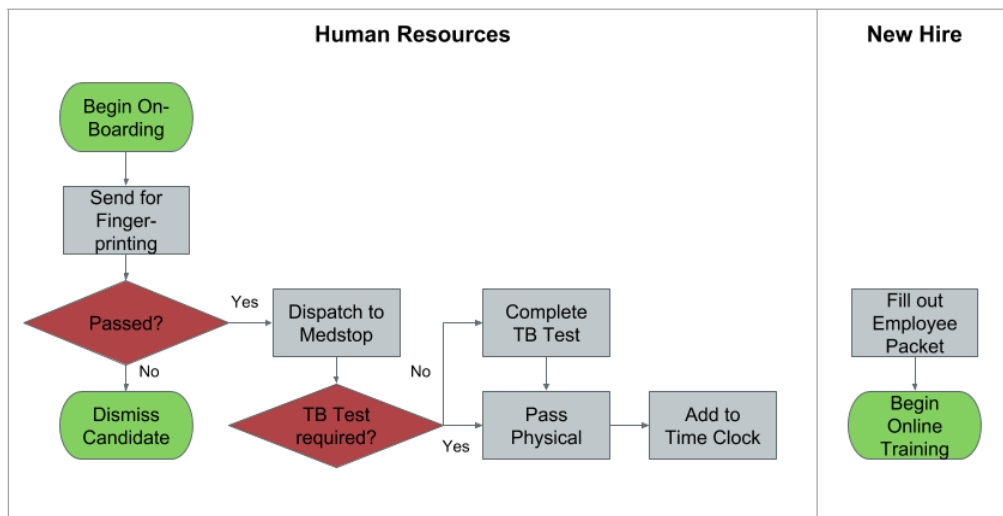 Human Resources
New Hire
Begin On-
Boarding
Send for
Finger-
printing
Passed?
Yes
No
Dismiss
Candidate
Dispatch to
Medstop
TB Test
required?
No
Yes
Complete
TB Test
Pass
Physical
Add to
Time Clock
Fill out
Employee
Packet
Begin
Online
Training